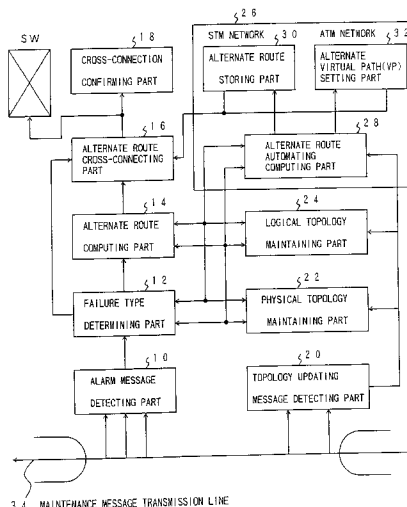 26
SW
18
STM NETWORK
30
ATM NETWORK
32
CROSS-CONNECTION
CONFIRMING PART
ALTERNATE ROUTE
STORING PART
ALTERNATE
VIRTUAL PATH(VP)
SETTING PART
16
28
ALTERNATE ROUTE
CROSS-CONNECTING
PART
ALTERNATE ROUTE
AUTOMATING
COMPUTING PART
14
24
ALTERNATE ROUTE
COMPUTING PART
LOGICAL TOPOLOGY
MAINTAINING PART
12
22
FAILURE TYPE
DETERMINING PART
PHYSICAL TOPOLOGY
MAINTAINING PART
10
20
ALARM MESSAGE
DETECTING PART
TOPOLOGY UPDATING
MESSAGE DETECTING PART
34 MAINTENANCE MESSAGE TRANSMISSION LINE